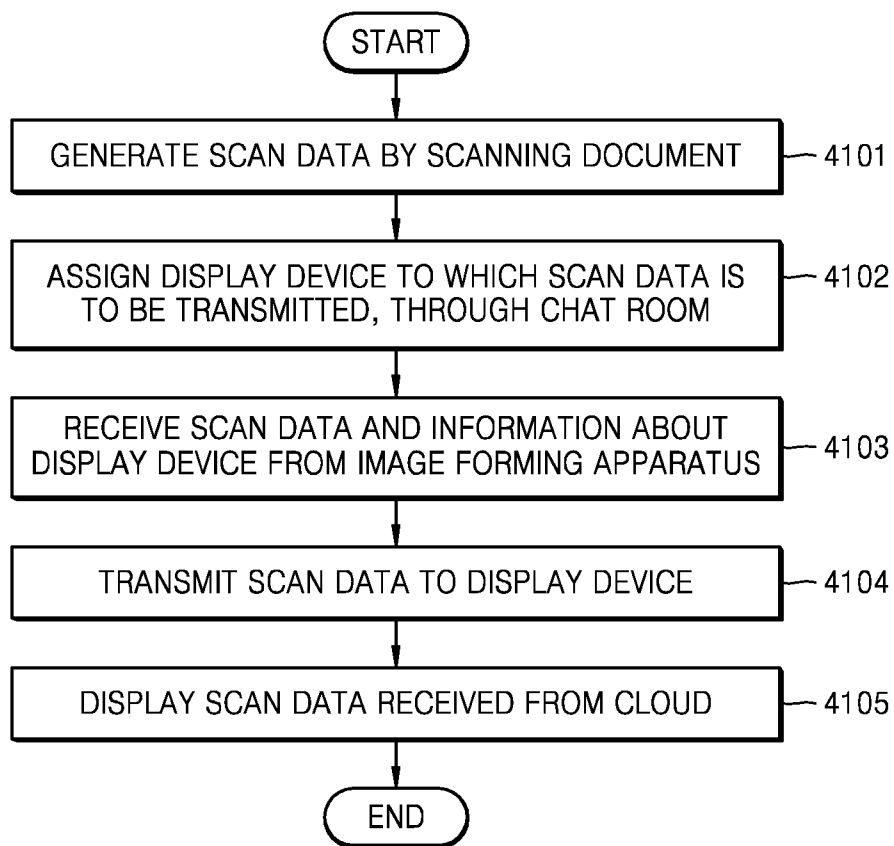 START
GENERATE SCAN DATA BY SCANNING DOCUMENT
4101
ASSIGN DISPLAY DEVICE TO WHICH SCAN DATA IS
TO BE TRANSMITTED, THROUGH CHAT ROOM
4102
RECEIVE SCAN DATA AND INFORMATION ABOUT
DISPLAY DEVICE FROM IMAGE FORMING APPARATUS
4103
TRANSMIT SCAN DATA TO DISPLAY DEVICE
4104
DISPLAY SCAN DATA RECEIVED FROM CLOUD
4105
END